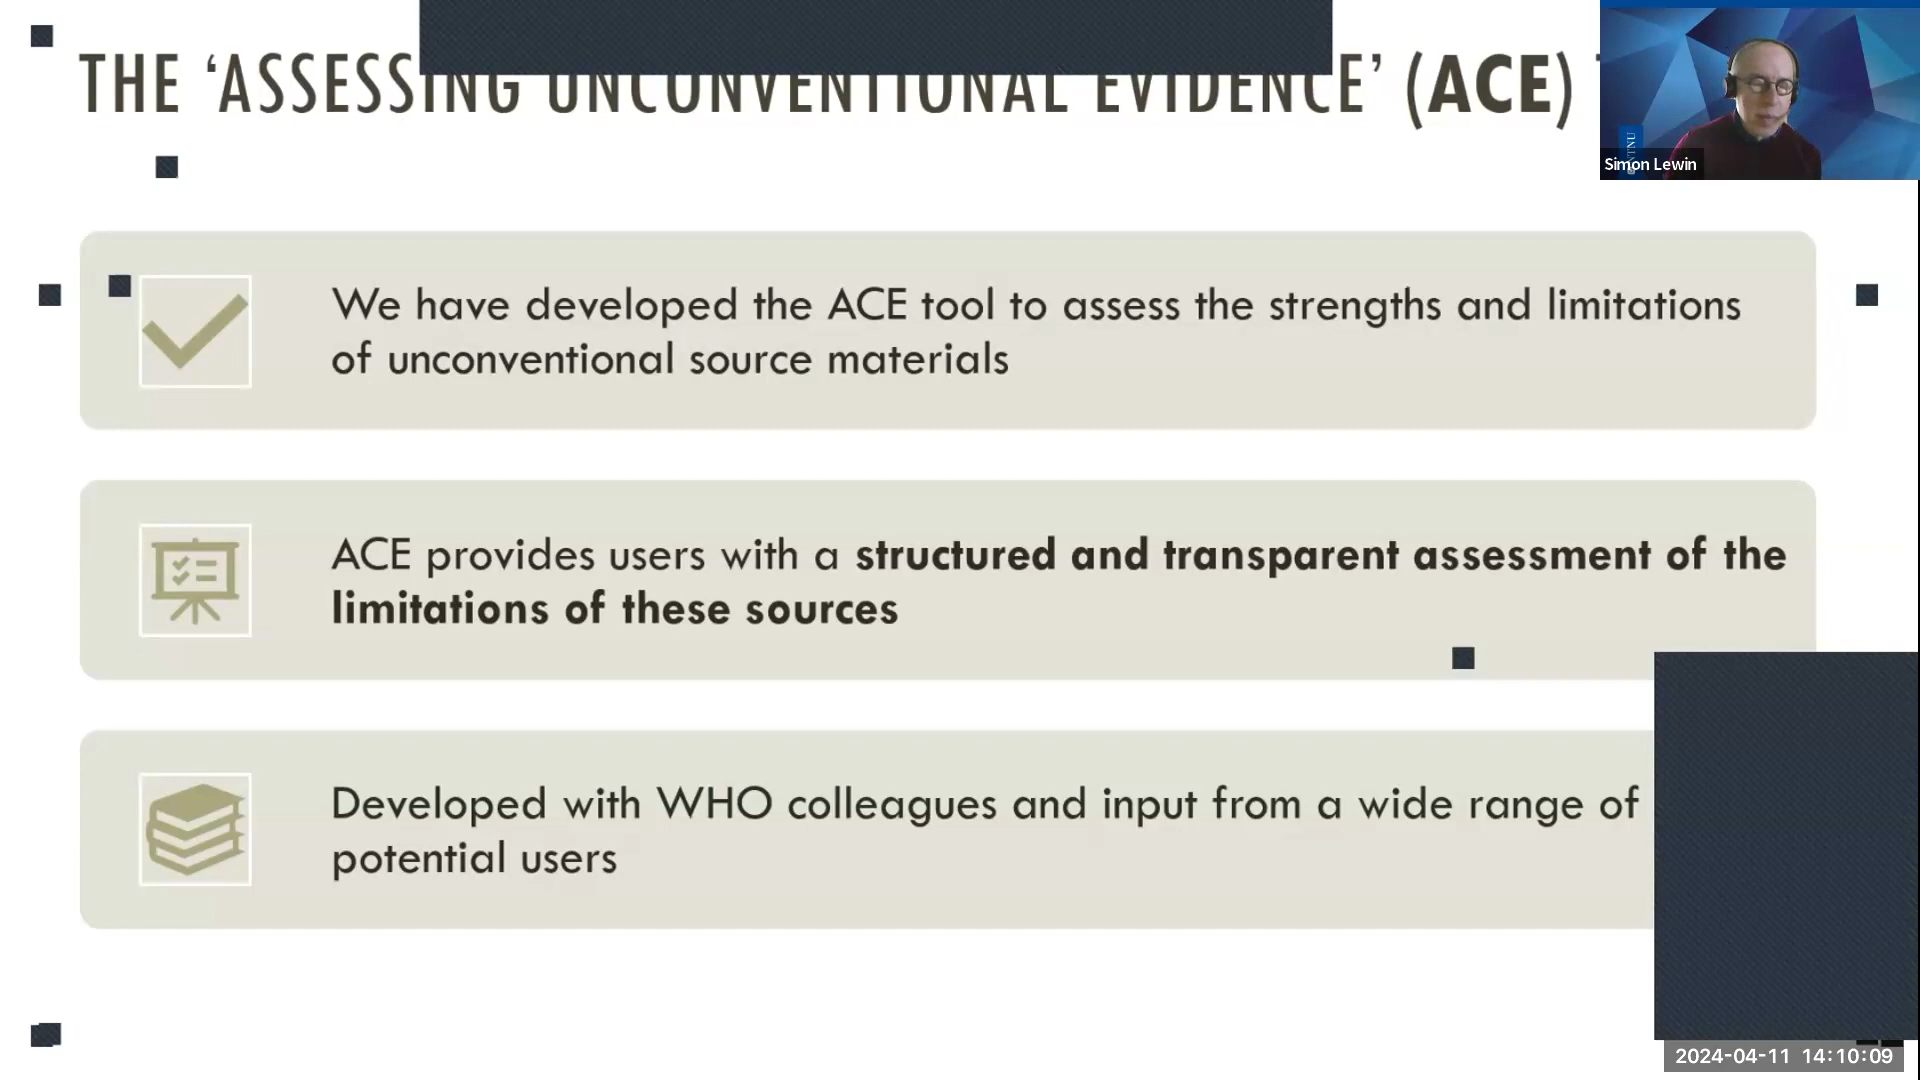 THE ‘ASSESSING UNCONVENTIONAL EVIDENCE’ (ACE)
NTNU
Simon Lewin
We have developed the ACE tool to assess the strengths and limitations
of unconventional source materials
ACE provides users with a structured and transparent assessment of the
limitations of these sources
Developed with WHO colleagues and input from a wide range of
potential users
2024-04-11 14:10:09